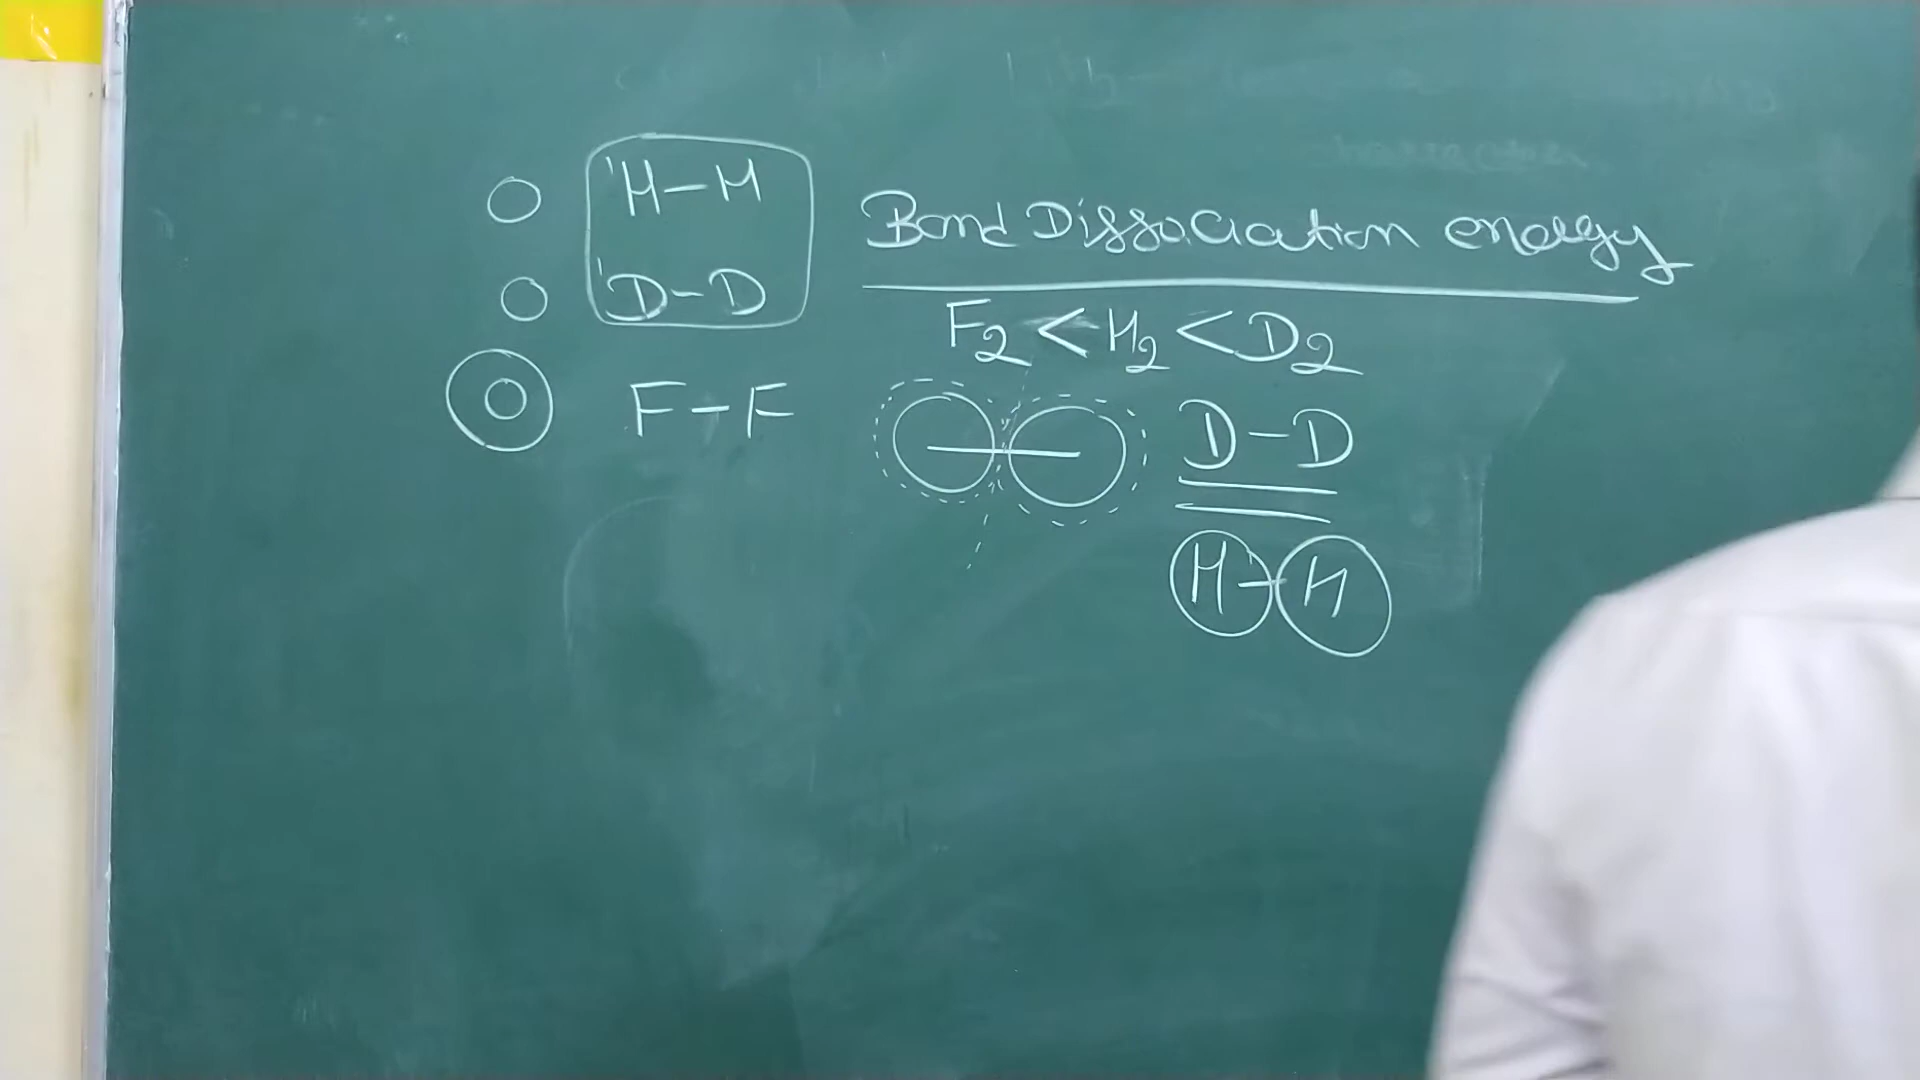 'H-H
Bond Dissociation energy
'D-D
F2 < H2 < D2
F-F
D-D
H-H